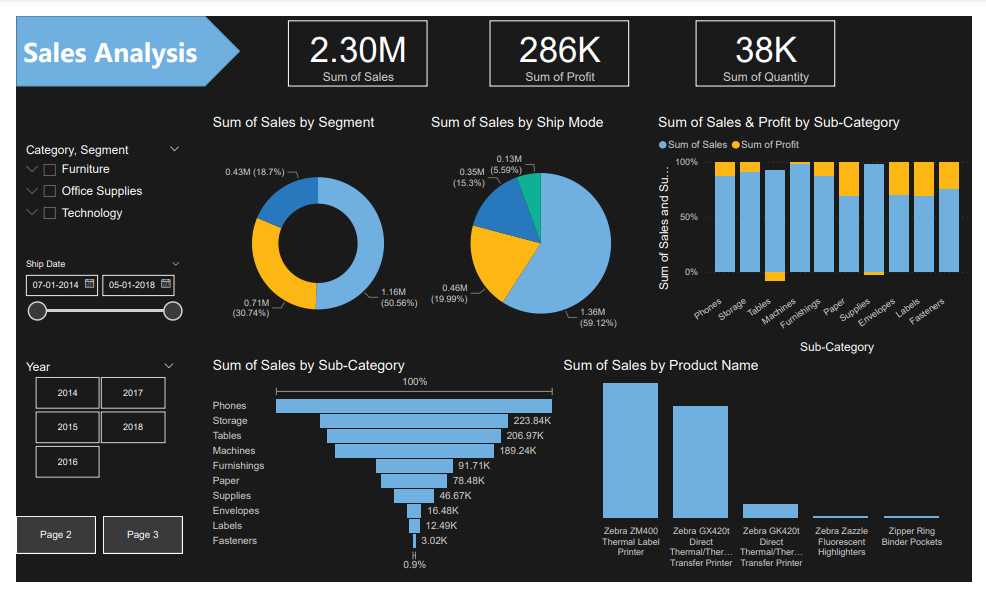 Sales Analysis
2.30M
Sum of Sales
286K
Sum of Profit
38K
Sum of Quantity
Category, Segment
Furniture
Office Supplies
Technology
Ship Date
07-01-2014
05-01-2018
Year
2014
2017
2015
2018
2016
Page 2
Page 3
Sum of Sales by Segment
0.43M (18.7%)
0.71M
(30.74%)
1.16M
(50.56%)
Sum of Sales by Ship Mode
0.13M
(5.59%)
0.35M
(15.3%)
0.46M
(19.99%)
1.36M
(59.12%)
Sum of Sales & Profit by Sub-Category
Sum of Sales
Sum of Profit
Sum of Sales and Su...
100%
50%
0%
Phones
Storage
Tables
Machines
Furnishings
Paper
Supplies
Envelopes
Labels
Fasteners
Sub-Category
Sum of Sales by Sub-Category
100%
Phones
Storage
223.84K
Tables
206.97K
Machines
189.24K
Furnishings
91.71K
Paper
78.48K
Supplies
46.67K
Envelopes
16.48K
Labels
12.49K
Fasteners
3.02K
0.9%
Sum of Sales by Product Name
Zebra ZM400
Thermal Label
Printer
Zebra GX420t
Direct
Thermal/Ther...
Transfer Printer
Zebra GK420t
Direct
Thermal/Ther...
Transfer Printer
Zebra Zazzle
Fluorescent
Highlighters
Zipper Ring
Binder Pockets